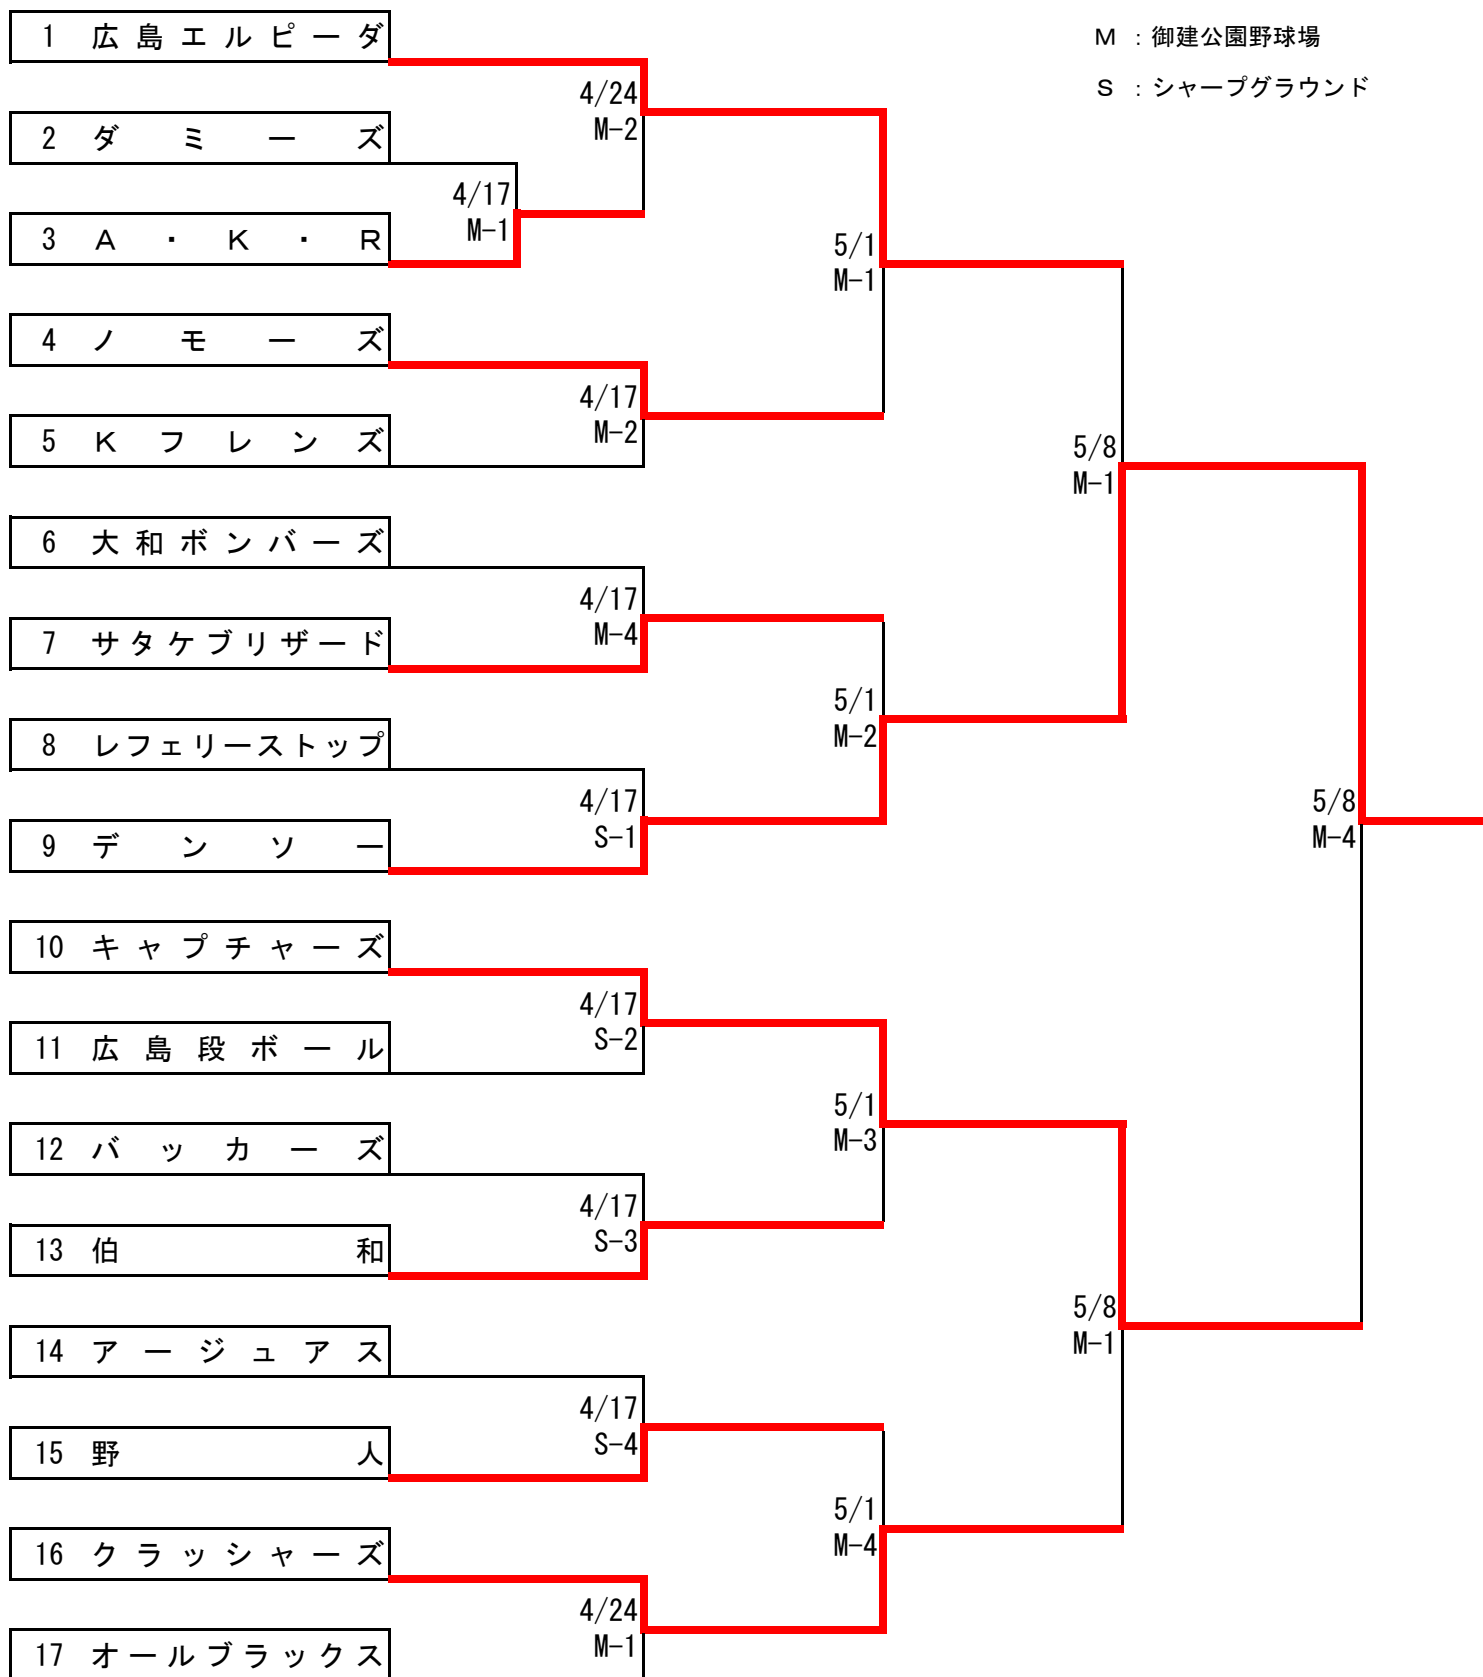 1 広島エルピーダ
M ：御建公園野球場
S ：シャープグラウンド
4/24
M-2
2 ダミーズ
4/17
M-1
3 A・K・R
5/1
M-1
4 ノモーズ
4/17
M-2
5 Kフレンズ
5/8
M-1
6 大和ボンバーズ
4/17
M-4
7 サタケブリザード
5/1
M-2
8 レフェリーストップ
4/17
S-1
9 デンソー
5/8
M-4
10 キャプチャーズ
4/17
S-2
11 広島段ボール
5/1
M-3
12 バッカーズ
4/17
S-3
13 伯和
5/8
M-1
14 アージュアス
4/17
S-4
15 野人
5/1
M-4
16 クラッシャーズ
4/24
M-1
17 オールブラックス